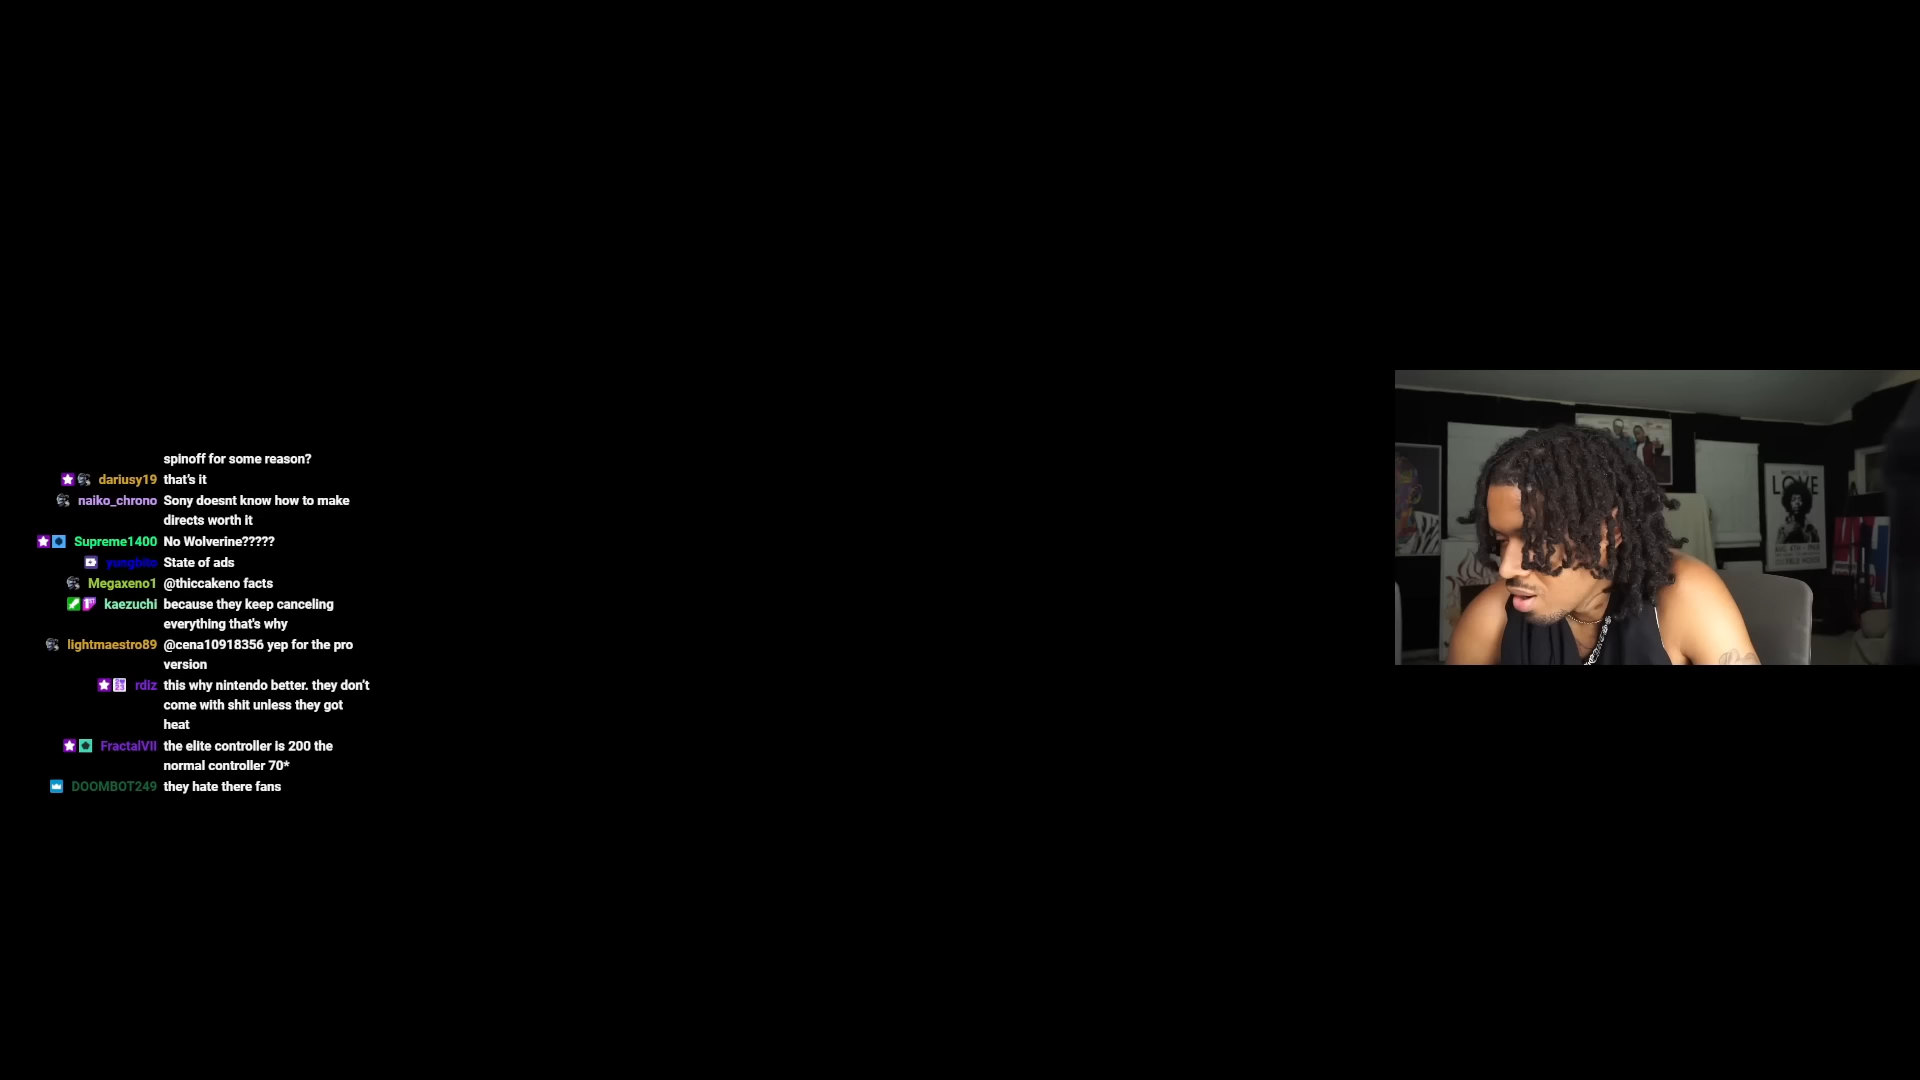 spinoff for some reason?
dariusy19 that's it
naiko_chrono Sony doesnt know how to make
directs worth it
Supreme1400 No Wolverine?????
State of ads
Megaxeno1 @thiccakeno facts
kaezuchi because they keep canceling
everything that's why
lightmaestro89 @cena10918356 yep for the pro
version
rdiz this why nintendo better. they don't
come with shit unless they got
heat
FractalVII the elite controller is 200 the
normal controller 70*
DOOMBOT249 they hate there fans
LOVE